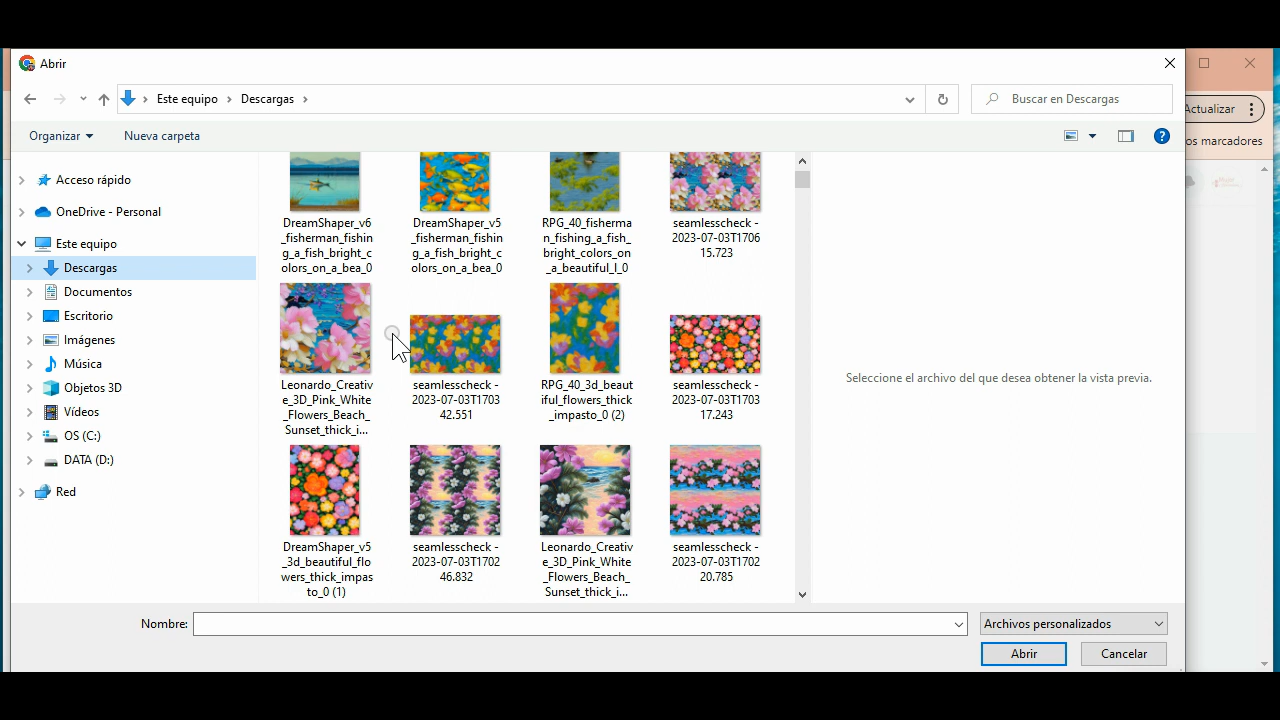 Abrir
Este equipo
Descargas
Buscar en Descargas
Actualizar
Organizar
Nueva carpeta
os marcadores
Acceso rápido
OneDrive - Personal
Este equipo
Descargas
Documentos
Escritorio
Imágenes
Música
Objetos 3D
Vídeos
OS (C:)
DATA (D:)
Red
DreamShaper_v6
_fisherman_fishin
g_a_fish_bright_c
olors_on_a_bea_0
DreamShaper_v5
_fisherman_fishin
g_a_fish_bright_c
olors_on_a_bea_0
RPG_40_fisherma
n_fishing_a_fish_
bright_colors_on
_a_beautiful_l_0
seamlesscheck -
2023-07-03T1706
15.723
Leonardo_Creativ
e_3D_Pink_White
_Flowers_Beach_
Sunset_thick_i...
seamlesscheck -
2023-07-03T1703
42.551
RPG_40_3d_beaut
iful_flowers_thick
_impasto_0 (2)
seamlesscheck -
2023-07-03T1703
17.243
DreamShaper_v5
_3d_beautiful_flo
wers_thick_impas
to_0 (1)
seamlesscheck -
2023-07-03T1702
46.832
Leonardo_Creativ
e_3D_Pink_White
_Flowers_Beach_
Sunset_thick_i...
seamlesscheck -
2023-07-03T1702
20.785
Seleccione el archivo del que desea obtener la vista previa.
Nombre:
Archivos personalizados
Abrir
Cancelar